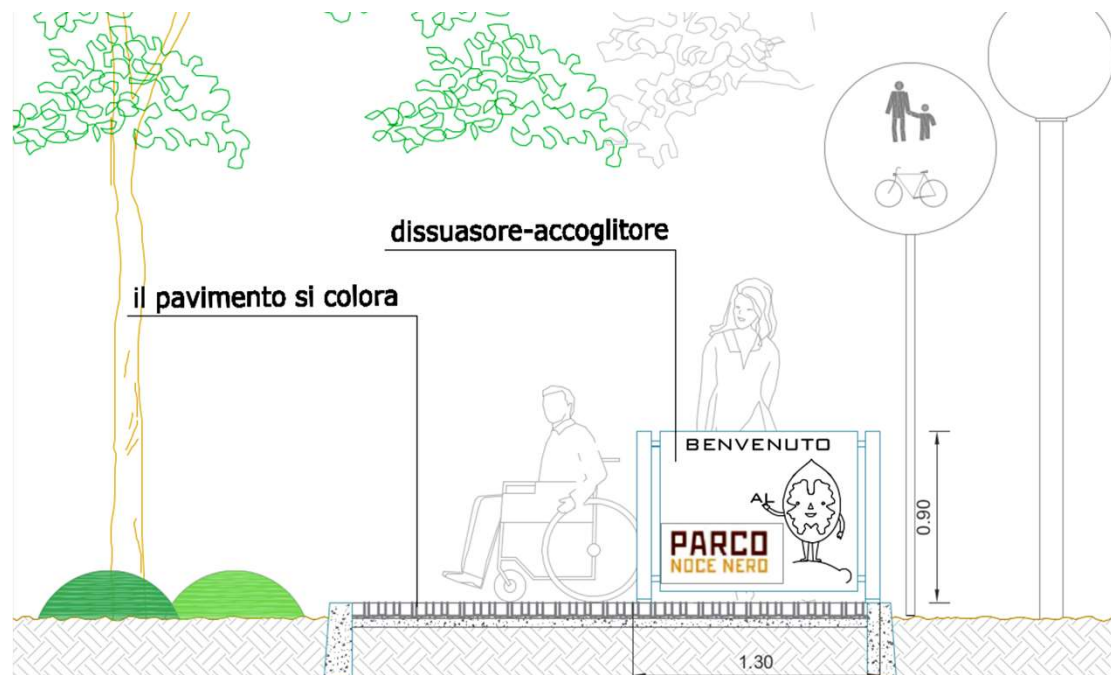 dissuasore-accoglitore
il pavimento si colora
BENVENUTO
AL
PARCO
NOCE NERO
0.90
1.30